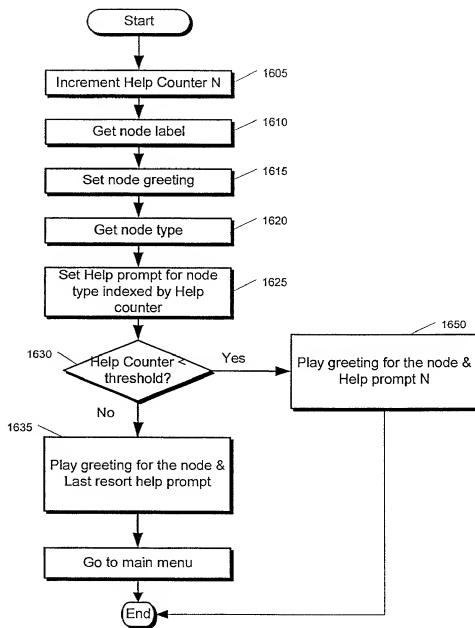 Start
Increment Help Counter N
1605
Get node label
1610
Set node greeting
1615
Get node type
1620
Set Help prompt for node
type indexed by Help
counter
1625
1630
Help Counter <
threshold?
Yes
No
1650
Play greeting for the node &
Help prompt N
1635
Play greeting for the node &
Last resort help prompt
Go to main menu
End